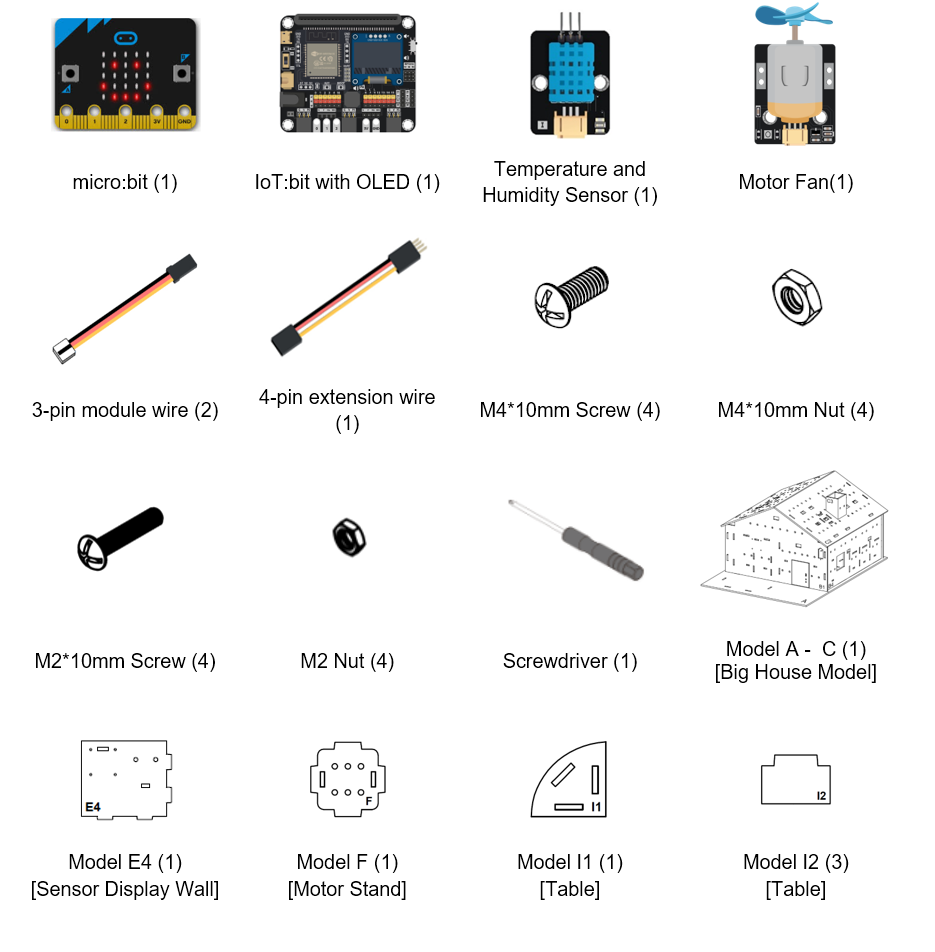 0 1 2 3V GND
micro:bit (1)
IoT:bit with OLED (1)
Temperature and
Humidity Sensor (1)
Motor Fan(1)
3-pin module wire (2)
4-pin extension wire
(1)
M4*10mm Screw (4)
M4*10mm Nut (4)
M2*10mm Screw (4)
M2 Nut (4)
Screwdriver (1)
Model A -  C (1)
[Big House Model]
E4
F
I1
I2
Model E4 (1)
[Sensor Display Wall]
Model F (1)
[Motor Stand]
Model I1 (1)
[Table]
Model I2 (3)
[Table]